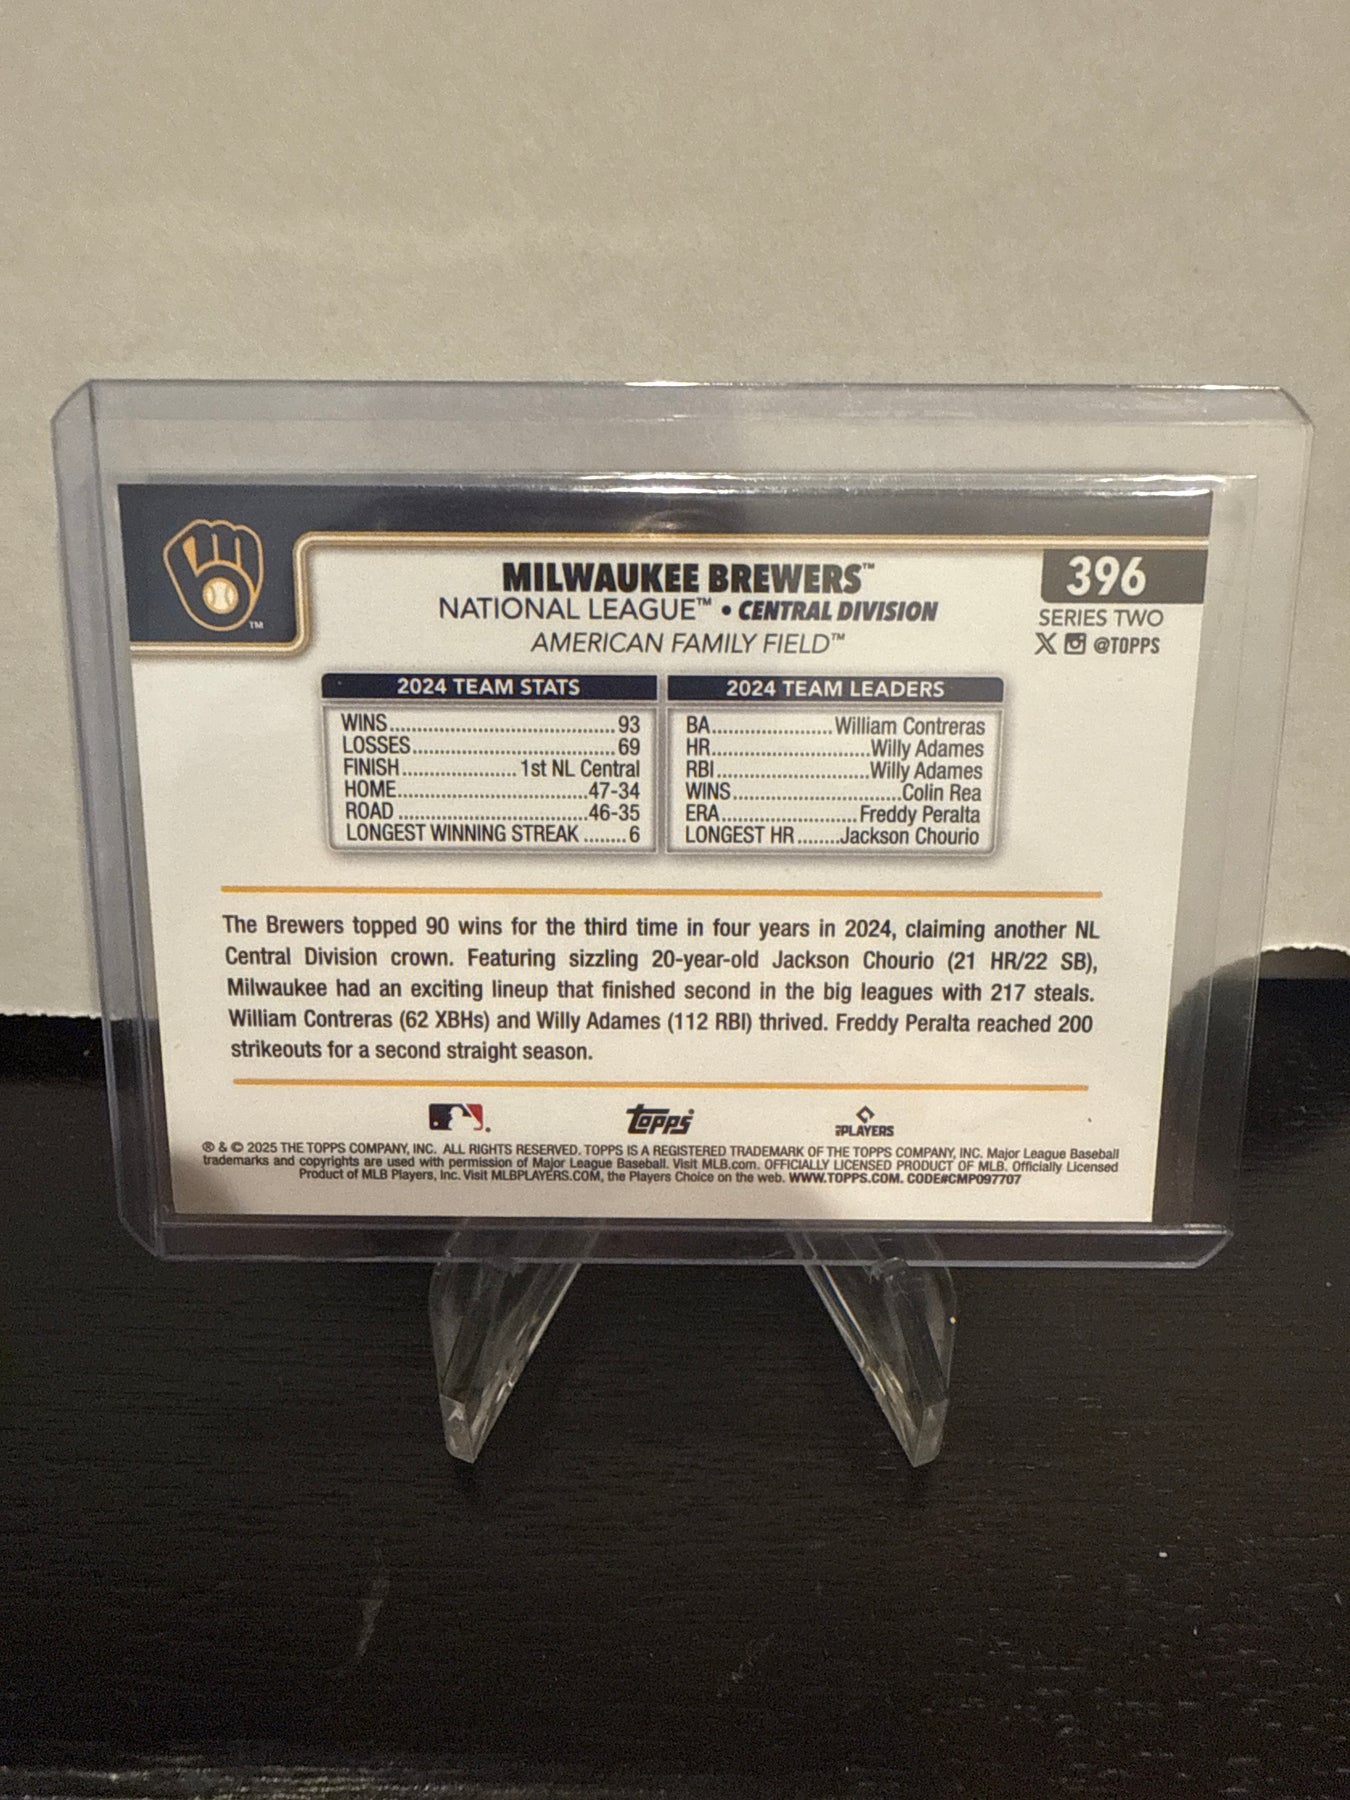 MILWAUKEE BREWERS™
NATIONAL LEAGUE™ • CENTRAL DIVISION
AMERICAN FAMILY FIELD™
396
SERIES TWO
X @TOPPS
TM
2024 TEAM STATS
WINS..........................................93
LOSSES......................................69
FINISH.....................1st NL Central
HOME...................................47-34
ROAD ...................................46-35
LONGEST WINNING STREAK ........6
2024 TEAM LEADERS
BA......................William Contreras
HR.............................Willy Adames
RBI............................Willy Adames
WINS...............................Colin Rea
ERA.........................Freddy Peralta
LONGEST HR........Jackson Chourio
The Brewers topped 90 wins for the third time in four years in 2024, claiming another NL
Central Division crown. Featuring sizzling 20-year-old Jackson Chourio (21 HR/22 SB),
Milwaukee had an exciting lineup that finished second in the big leagues with 217 steals.
William Contreras (62 XBHs) and Willy Adames (112 RBI) thrived. Freddy Peralta reached 200
strikeouts for a second straight season.
Topps
PLAYERS
® & © 2025 THE TOPPS COMPANY, INC. ALL RIGHTS RESERVED. TOPPS IS A REGISTERED TRADEMARK OF THE TOPPS COMPANY, INC. Major League Baseball
trademarks and copyrights are used with permission of Major League Baseball. Visit MLB.com. OFFICIALLY LICENSED PRODUCT OF MLB. Officially Licensed
Product of MLB Players, Inc. Visit MLBPLAYERS.COM, the Players Choice on the web. WWW.TOPPS.COM. CODE#CMP097707